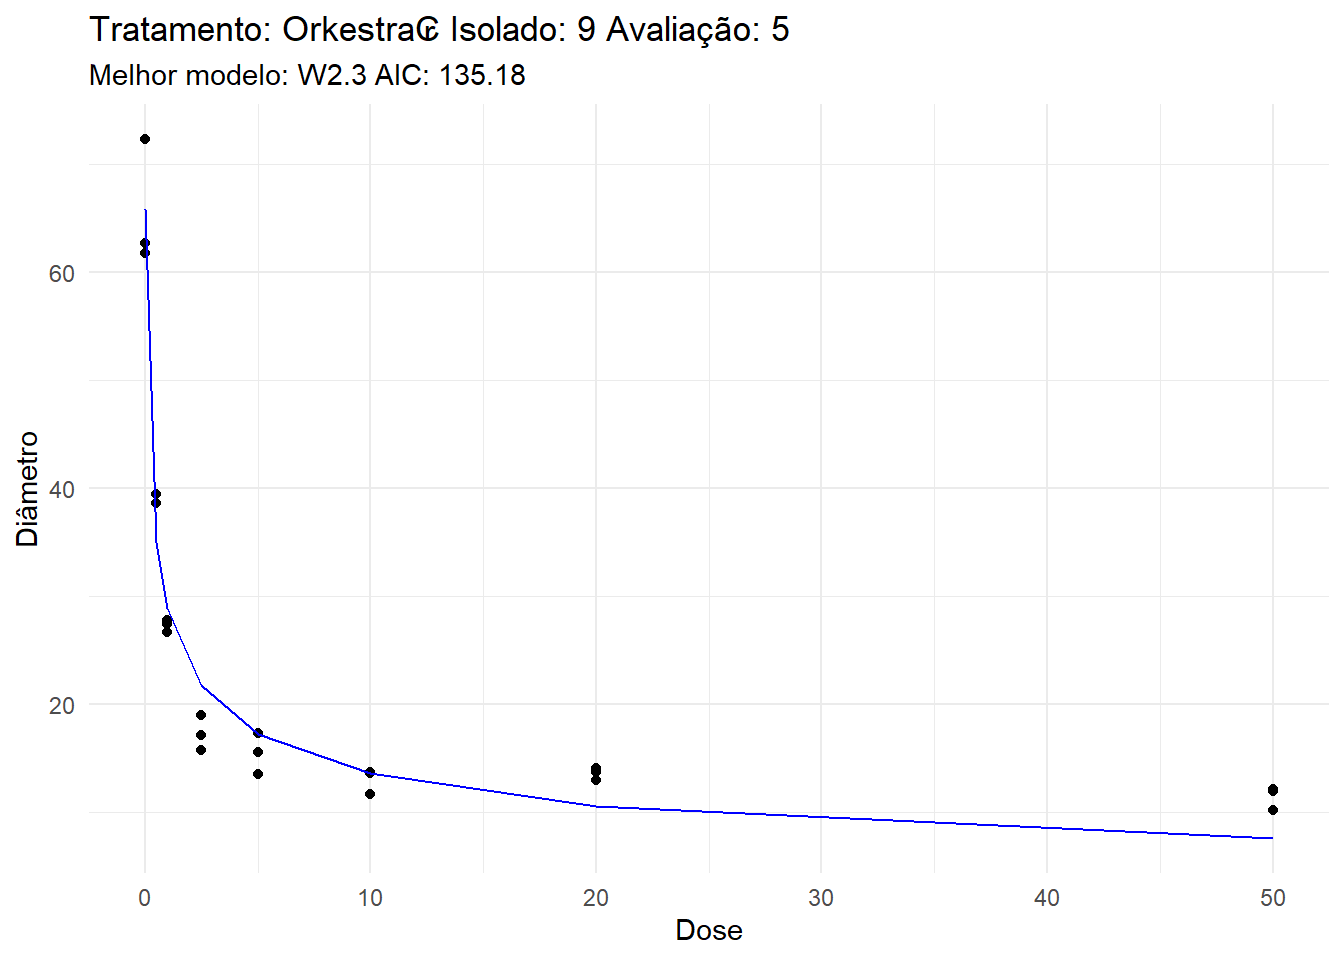 Tratamento: Orkestra₢ Isolado: 9 Avaliação: 5
Melhor modelo: W2.3 AIC: 135.18
60
40
20
Diâmetro
0 10 20 30 40 50
Dose